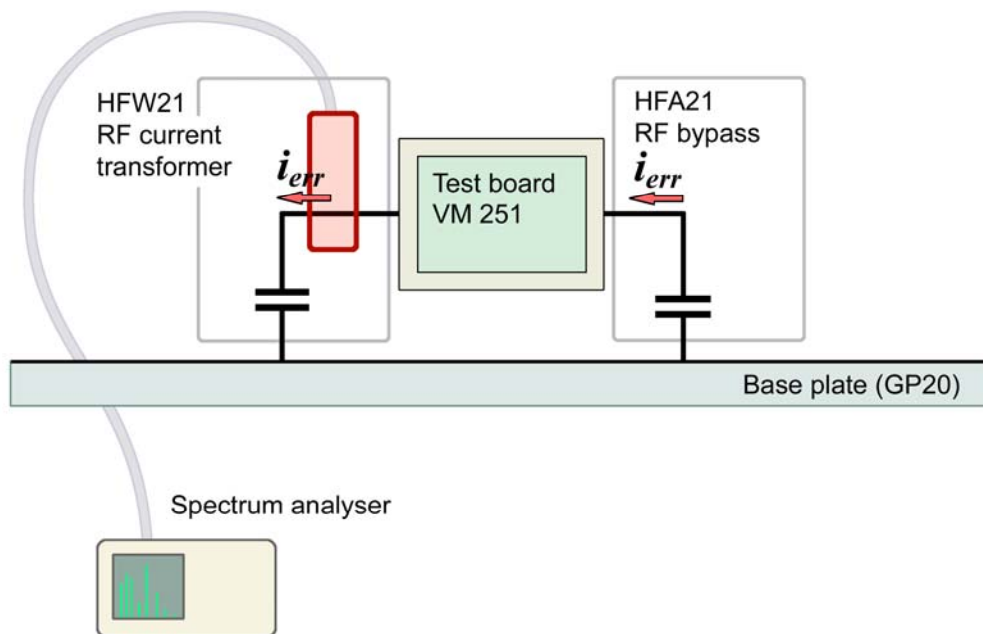 HFW21
RF current
transformer
i_err
Test board
VM 251
HFA21
RF bypass
i_err
Base plate (GP20)
Spectrum analyser